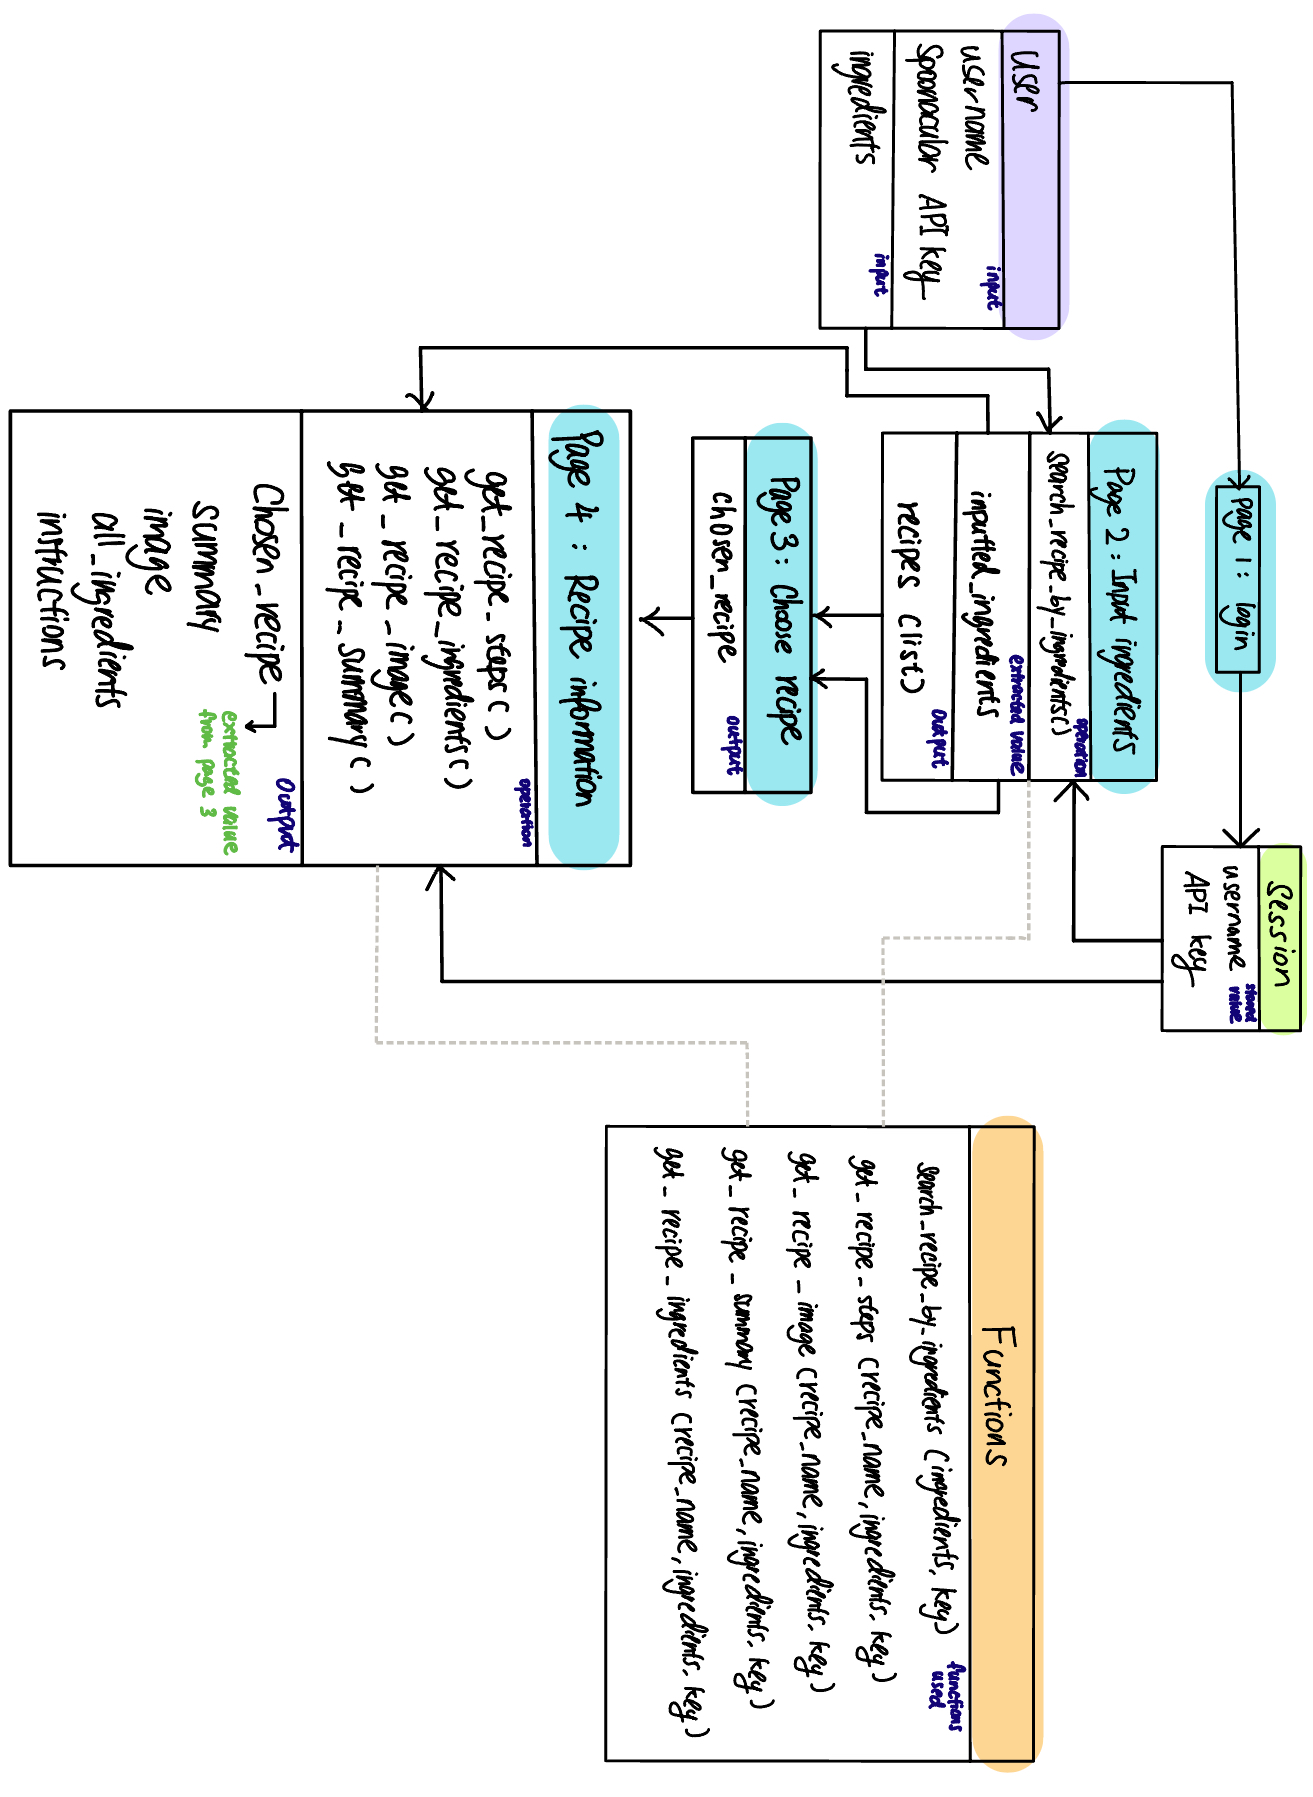 Session
username
stored
value
API key
Page 1: login
Page 2: Input ingredients
operation
search_recipe_by_ingredients()
extracted value
inputted_ingredients
output
recipes (list)
User
input
username
Spoonacular API key
input
ingredients
Page 3: Choose recipe
output
chosen_recipe
Page 4: Recipe information
operation
get_recipe_steps()
get_recipe_ingredients()
get_recipe_image()
get_recipe_summary()
output
Chosen_recipe
extracted value
from page 3
summary
image
all_ingredients
instructions
Functions
functions
used
search_recipe_by_ingredients (ingredients, key)
get_recipe_steps (recipe_name, ingredients, key)
get_recipe_image (recipe_name, ingredients, key)
get_recipe_summary (recipe_name, ingredients, key)
get_recipe_ingredients (recipe_name, ingredients, key)